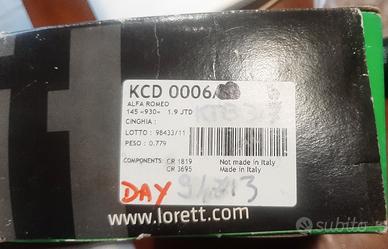 KCD 0006
ALFA ROMEO
145 -930- 1.9 JTD
CINGHIA :
LOTTO : 98433/11
PESO : 0.779
COMPONENTS: CR 1819 Not made in Italy
CR 3695 Made in Italy
DAY
www.lorett.com
subito